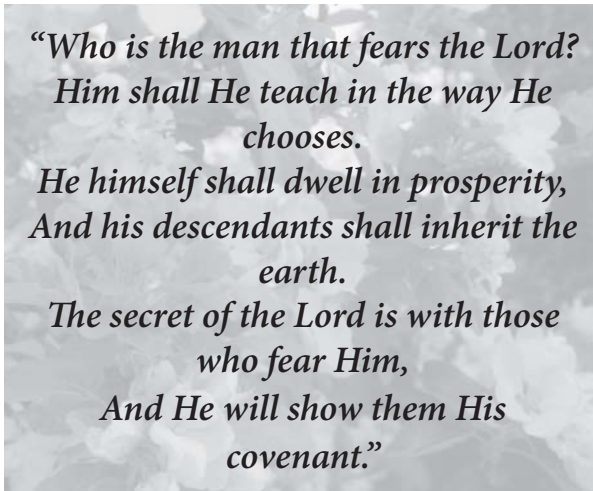 “Who is the man that fears the Lord?
Him shall He teach in the way He
chooses.
He himself shall dwell in prosperity,
And his descendants shall inherit the
earth.
The secret of the Lord is with those
who fear Him,
And He will show them His
covenant.”